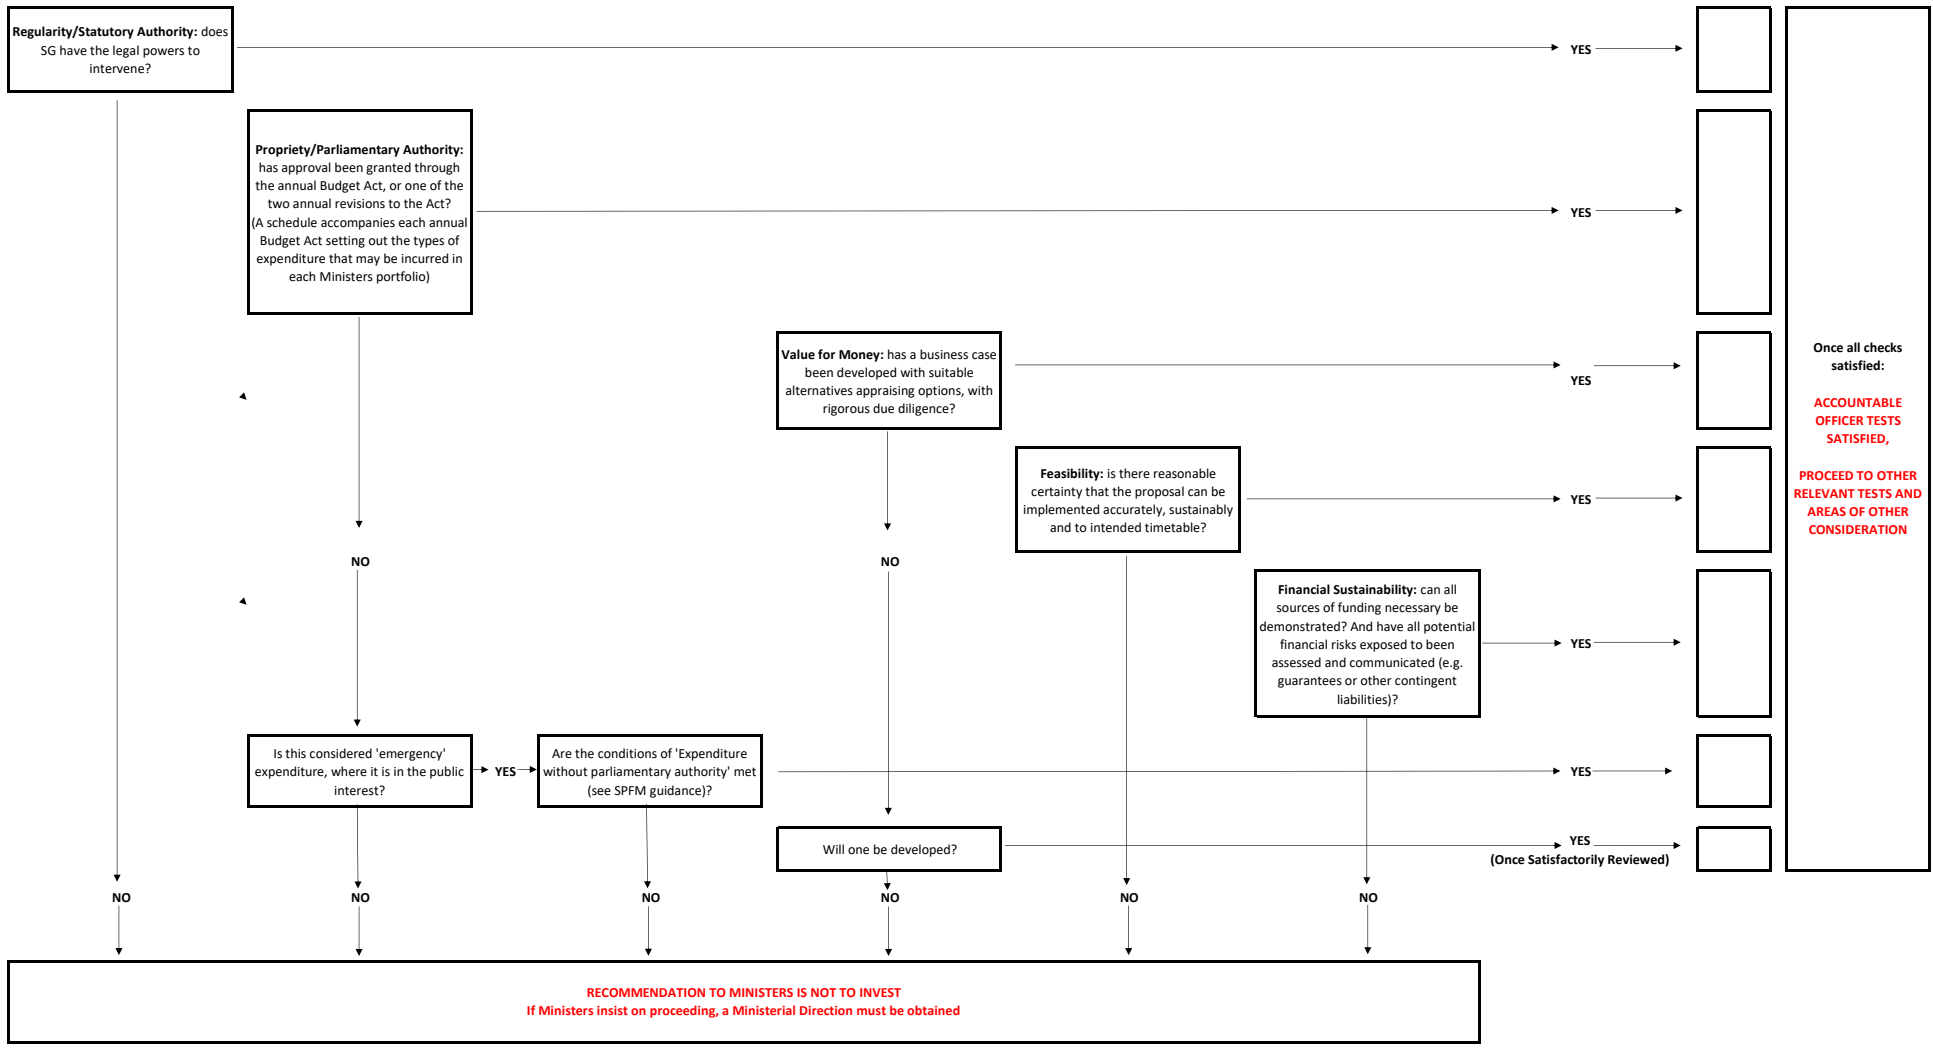 Regularity/Statutory Authority: does
SG have the legal powers to
intervene?
YES
Propriety/Parliamentary Authority:
has approval been granted through
the annual Budget Act, or one of the
two annual revisions to the Act?
(A schedule accompanies each annual
Budget Act setting out the types of
expenditure that may be incurred in
each Ministers portfolio)
YES
Value for Money: has a business case
been developed with suitable
alternatives appraising options, with
rigorous due diligence?
YES
Feasibility: is there reasonable
certainty that the proposal can be
implemented accurately, sustainably
and to intended timetable?
YES
NO
NO
Financial Sustainability: can all
sources of funding necessary be
demonstrated? And have all potential
financial risks exposed to been
assessed and communicated (e.g.
guarantees or other contingent
liabilities)?
YES
Is this considered 'emergency'
expenditure, where it is in the public
interest?
YES
Are the conditions of 'Expenditure
without parliamentary authority' met
(see SPFM guidance)?
YES
Will one be developed?
YES
(Once Satisfactorily Reviewed)
NO
NO
NO
NO
NO
NO
Once all checks
satisfied:
ACCOUNTABLE
OFFICER TESTS
SATISFIED,
PROCEED TO OTHER
RELEVANT TESTS AND
AREAS OF OTHER
CONSIDERATION
RECOMMENDATION TO MINISTERS IS NOT TO INVEST
If Ministers insist on proceeding, a Ministerial Direction must be obtained